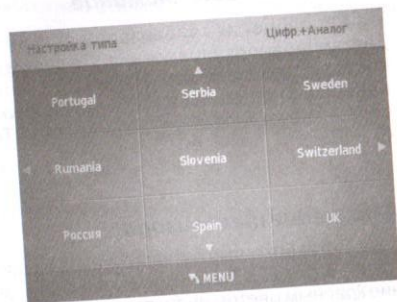 Настройка типа Цифр.+Аналог
Portugal Serbia Sweden
Rumania Slovenia Switzerland
Россия Spain UK
MENU